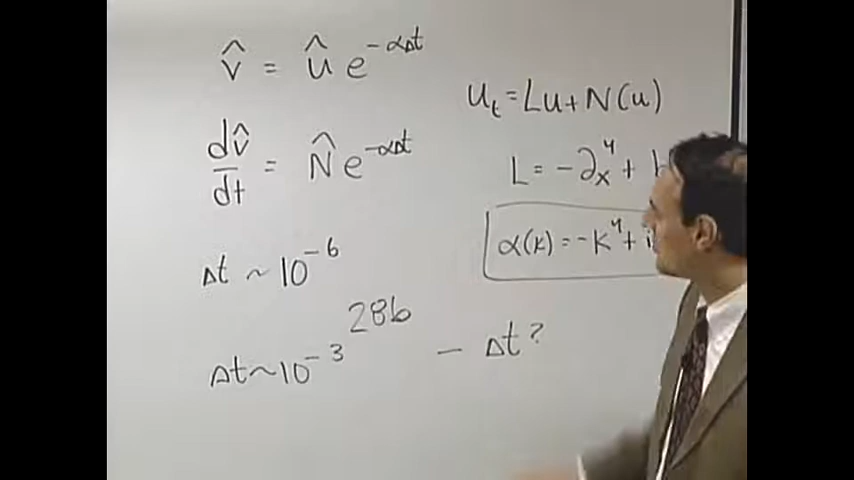 v̂ = û e^{-αΔt}
dv̂/dt = N̂ e^{-αΔt}
Δt ~ 10^{-6}
286
Δt ~ 10^{-3}
u_t = Lu + N(u)
L = -∂_x^4 +
α(k) = -k^4 + i
- Δt?